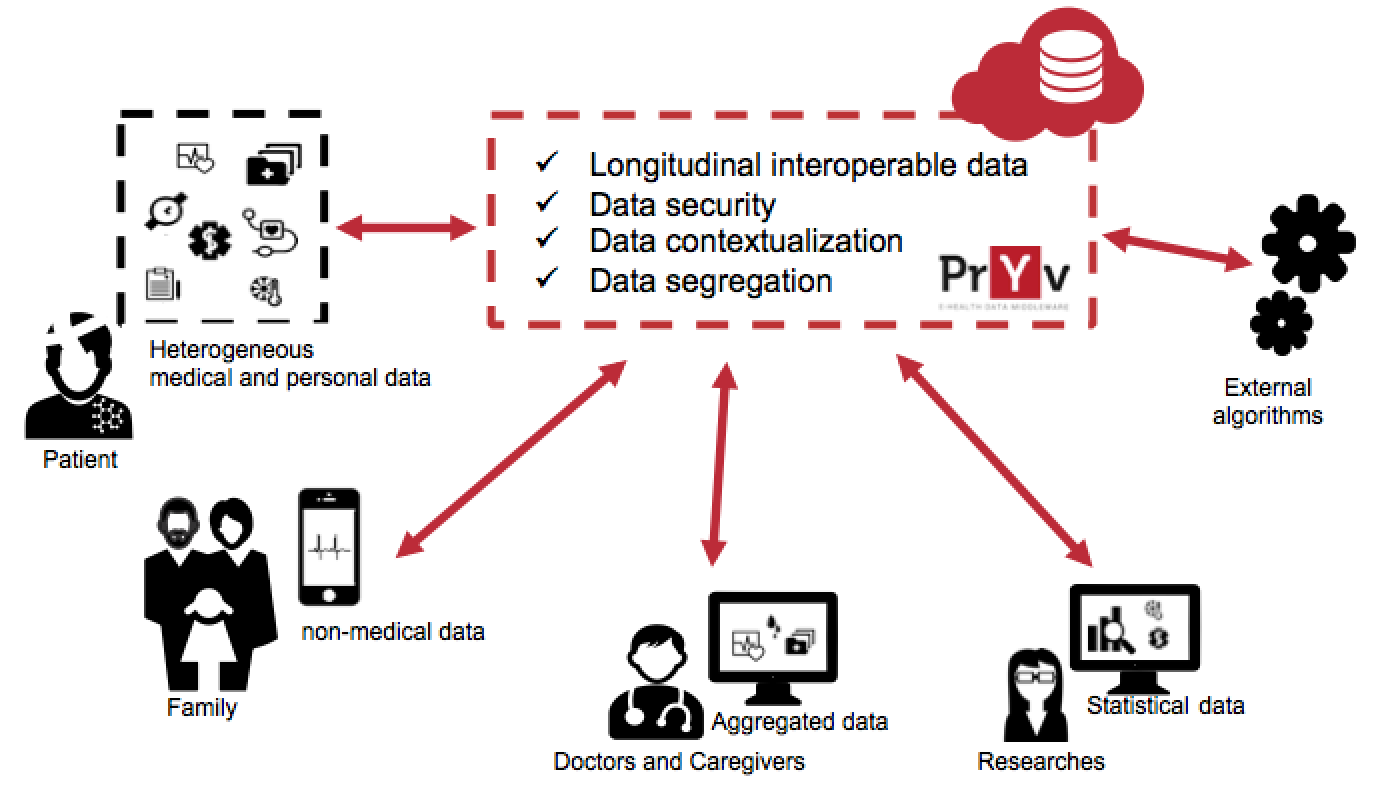 Longitudinal interoperable data
Data security
Data contextualization
Data segregation
PrYv
E-HEALTH DATA MIDDLEWARE
Heterogeneous
medical and personal data
Patient
External
algorithms
non-medical data
Family
Aggregated data
Doctors and Caregivers
Statistical data
Researches